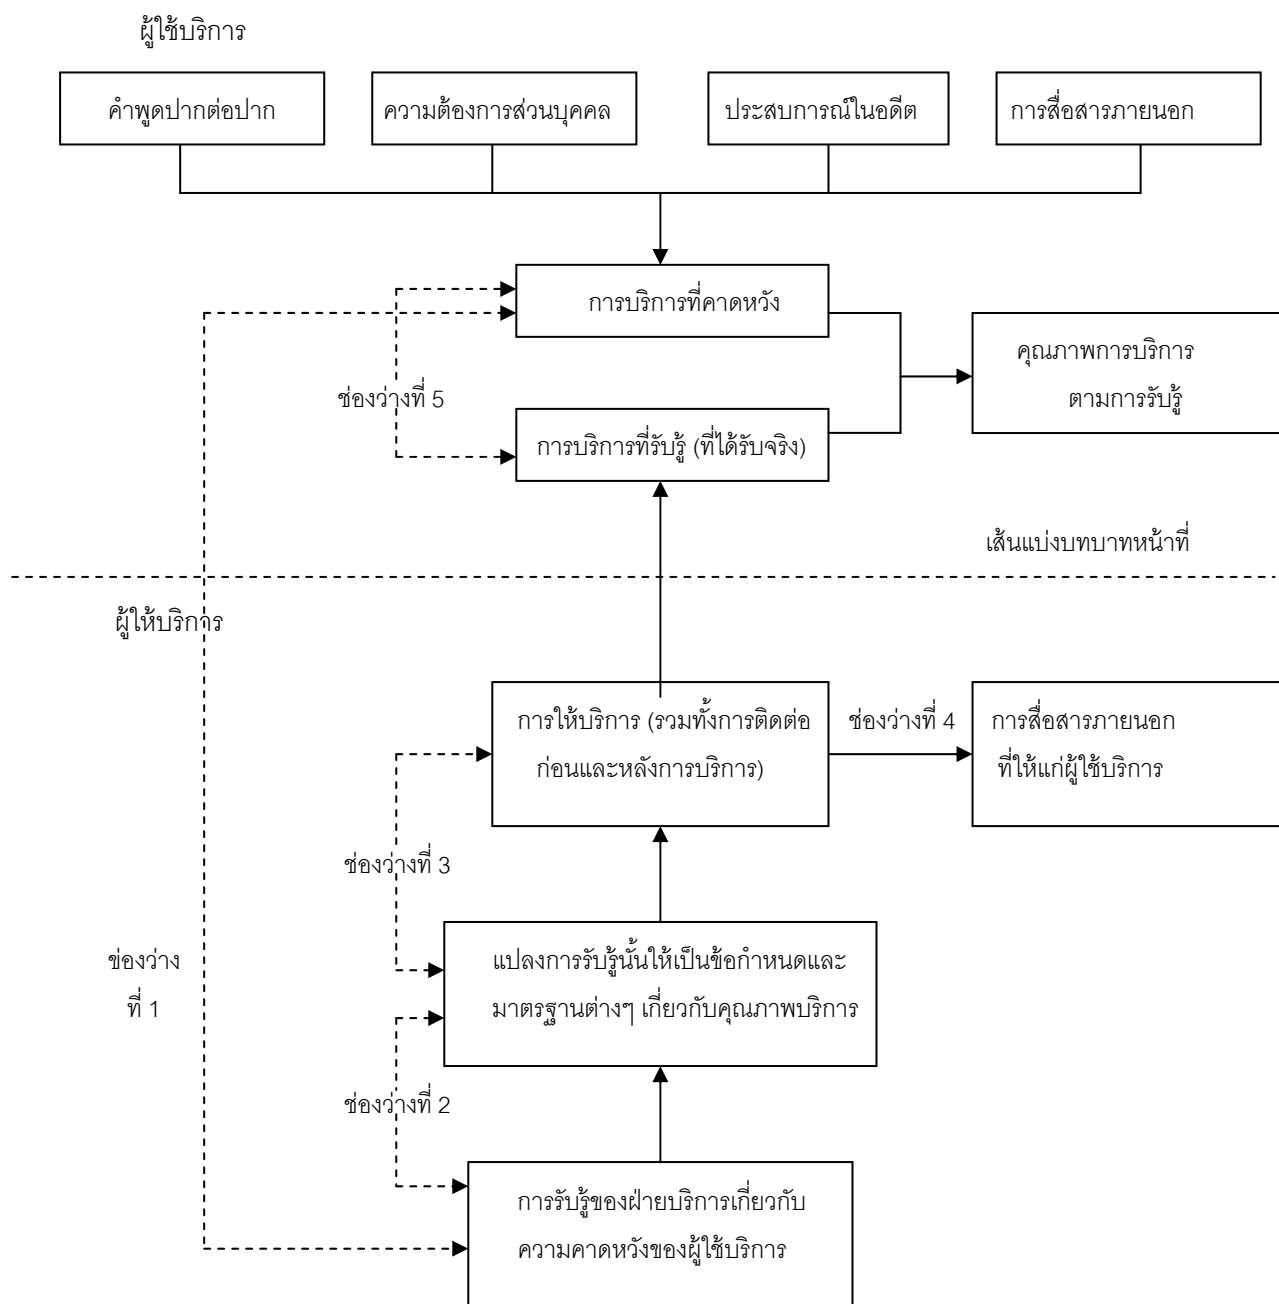 ผู้ใช้บริการ
คำพูดปากต่อปาก
ความต้องการส่วนบุคคล
ประสบการณ์ในอดีต
การสื่อสารภายนอก
การบริการที่คาดหวัง
คุณภาพการบริการ
ตามการรับรู้
ช่องว่างที่ 5
การบริการที่รับรู้ (ที่ได้รับจริง)
เส้นแบ่งบทบาทหน้าที่
ผู้ให้บริการ
การให้บริการ (รวมทั้งการติดต่อ
ก่อนและหลังการบริการ)
ช่องว่างที่ 4
การสื่อสารภายนอก
ที่ให้แก่ผู้ใช้บริการ
ช่องว่างที่ 3
ช่องว่าง
ที่ 1
แปลงการรับรู้นั้นให้เป็นข้อกำหนดและ
มาตรฐานต่างๆ เกี่ยวกับคุณภาพบริการ
ช่องว่างที่ 2
การรับรู้ของฝ่ายบริการเกี่ยวกับ
ความคาดหวังของผู้ใช้บริการ